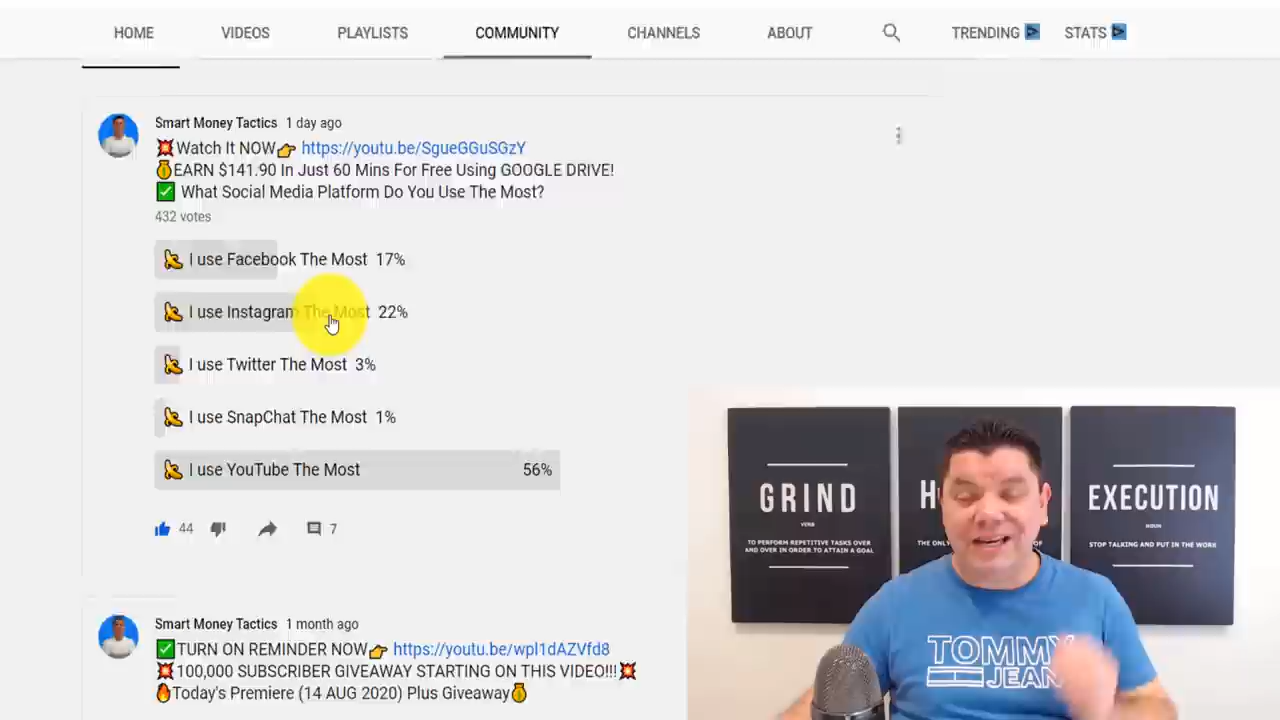 HOME VIDEOS PLAYLISTS COMMUNITY CHANNELS ABOUT TRENDING STATS
Smart Money Tactics 1 day ago
💥Watch It NOW👉 https://youtu.be/SgueGGuSGzY
💰EARN $141.90 In Just 60 Mins For Free Using GOOGLE DRIVE!
✅ What Social Media Platform Do You Use The Most?
432 votes
I use Facebook The Most 17%
I use Instagram The Most 22%
I use Twitter The Most 3%
I use SnapChat The Most 1%
I use YouTube The Most 56%
44 7
Smart Money Tactics 1 month ago
✅TURN ON REMINDER NOW👉 https://youtu.be/wpl1dAZVfd8
💥100,000 SUBSCRIBER GIVEAWAY STARTING ON THIS VIDEO!!!💥
🔥Today's Premiere (14 AUG 2020) Plus Giveaway💰
GRIND
VERB
TO PERFORM REPETITIVE TASKS OVER
AND OVER IN ORDER TO ATTAIN A GOAL
THE ONLY OF
EXECUTION
NOUN
STOP TALKING AND PUT IN THE WORK
TOMMY
JEAN